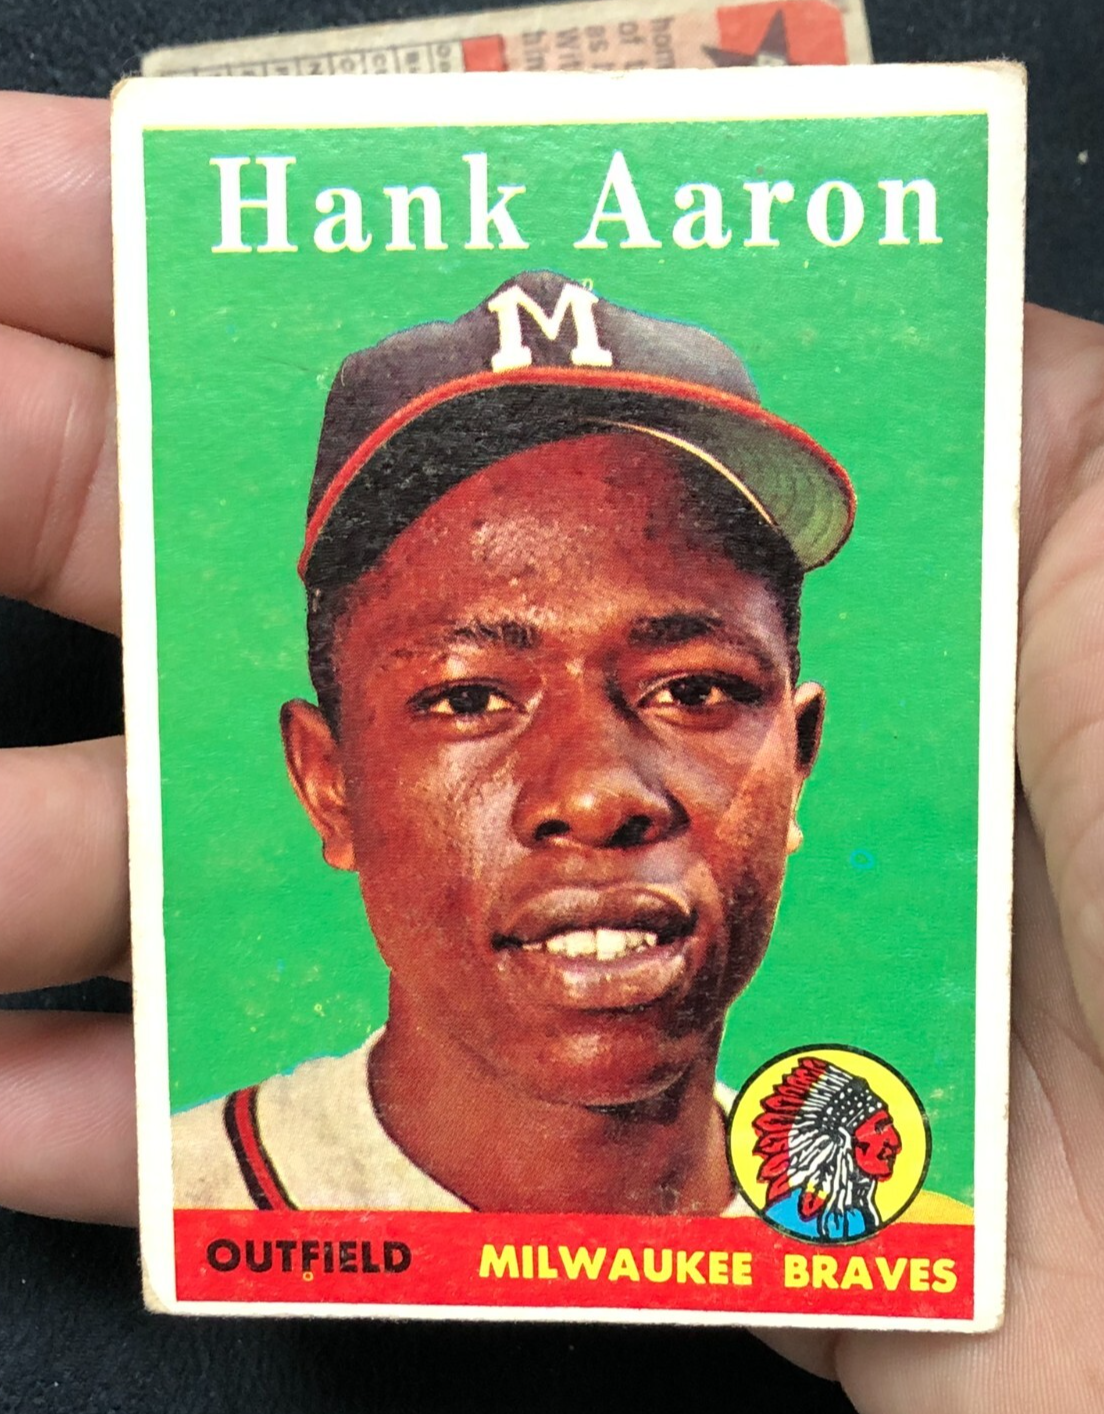 Hank Aaron
M
OUTFIELD MILWAUKEE BRAVES